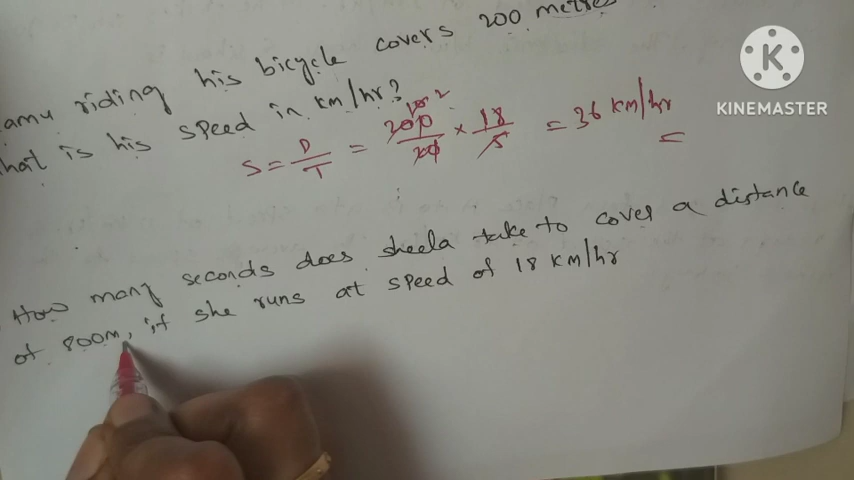 amu riding his bicycle covers 200 metres
hat is his speed in km/hr?
S = D/T = 200/20 × 18/5 = 36 km/hr
How many seconds does sheela take to cover a distance
of 800m, if she runs at speed of 18 km/hr
KINEMASTER